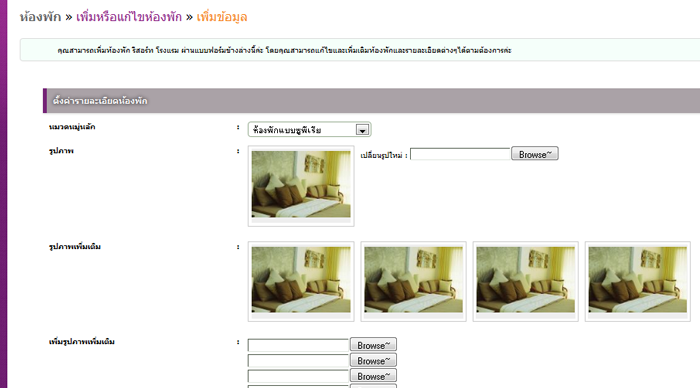 ห้องพัก » เพิ่มหรือแก้ไขห้องพัก » เพิ่มข้อมูล
คุณสามารถเพิ่มห้องพัก รีสอร์ท โรงแรม ผ่านแบบฟอร์มข้างล่างนี้ค่ะ โดยคุณสามารถแก้ไขและเพิ่มเติมห้องพักและรายละเอียดต่างๆได้ตามต้องการค่ะ
ตั้งค่ารายละเอียดห้องพัก
หมวดหมู่หลัก : ห้องพักแบบซูพีเรีย
รูปภาพ : เปลี่ยนรูปใหม่ : Browse~
รูปภาพเพิ่มเติม :
เพิ่มรูปภาพเพิ่มเติม : Browse~
Browse~
Browse~